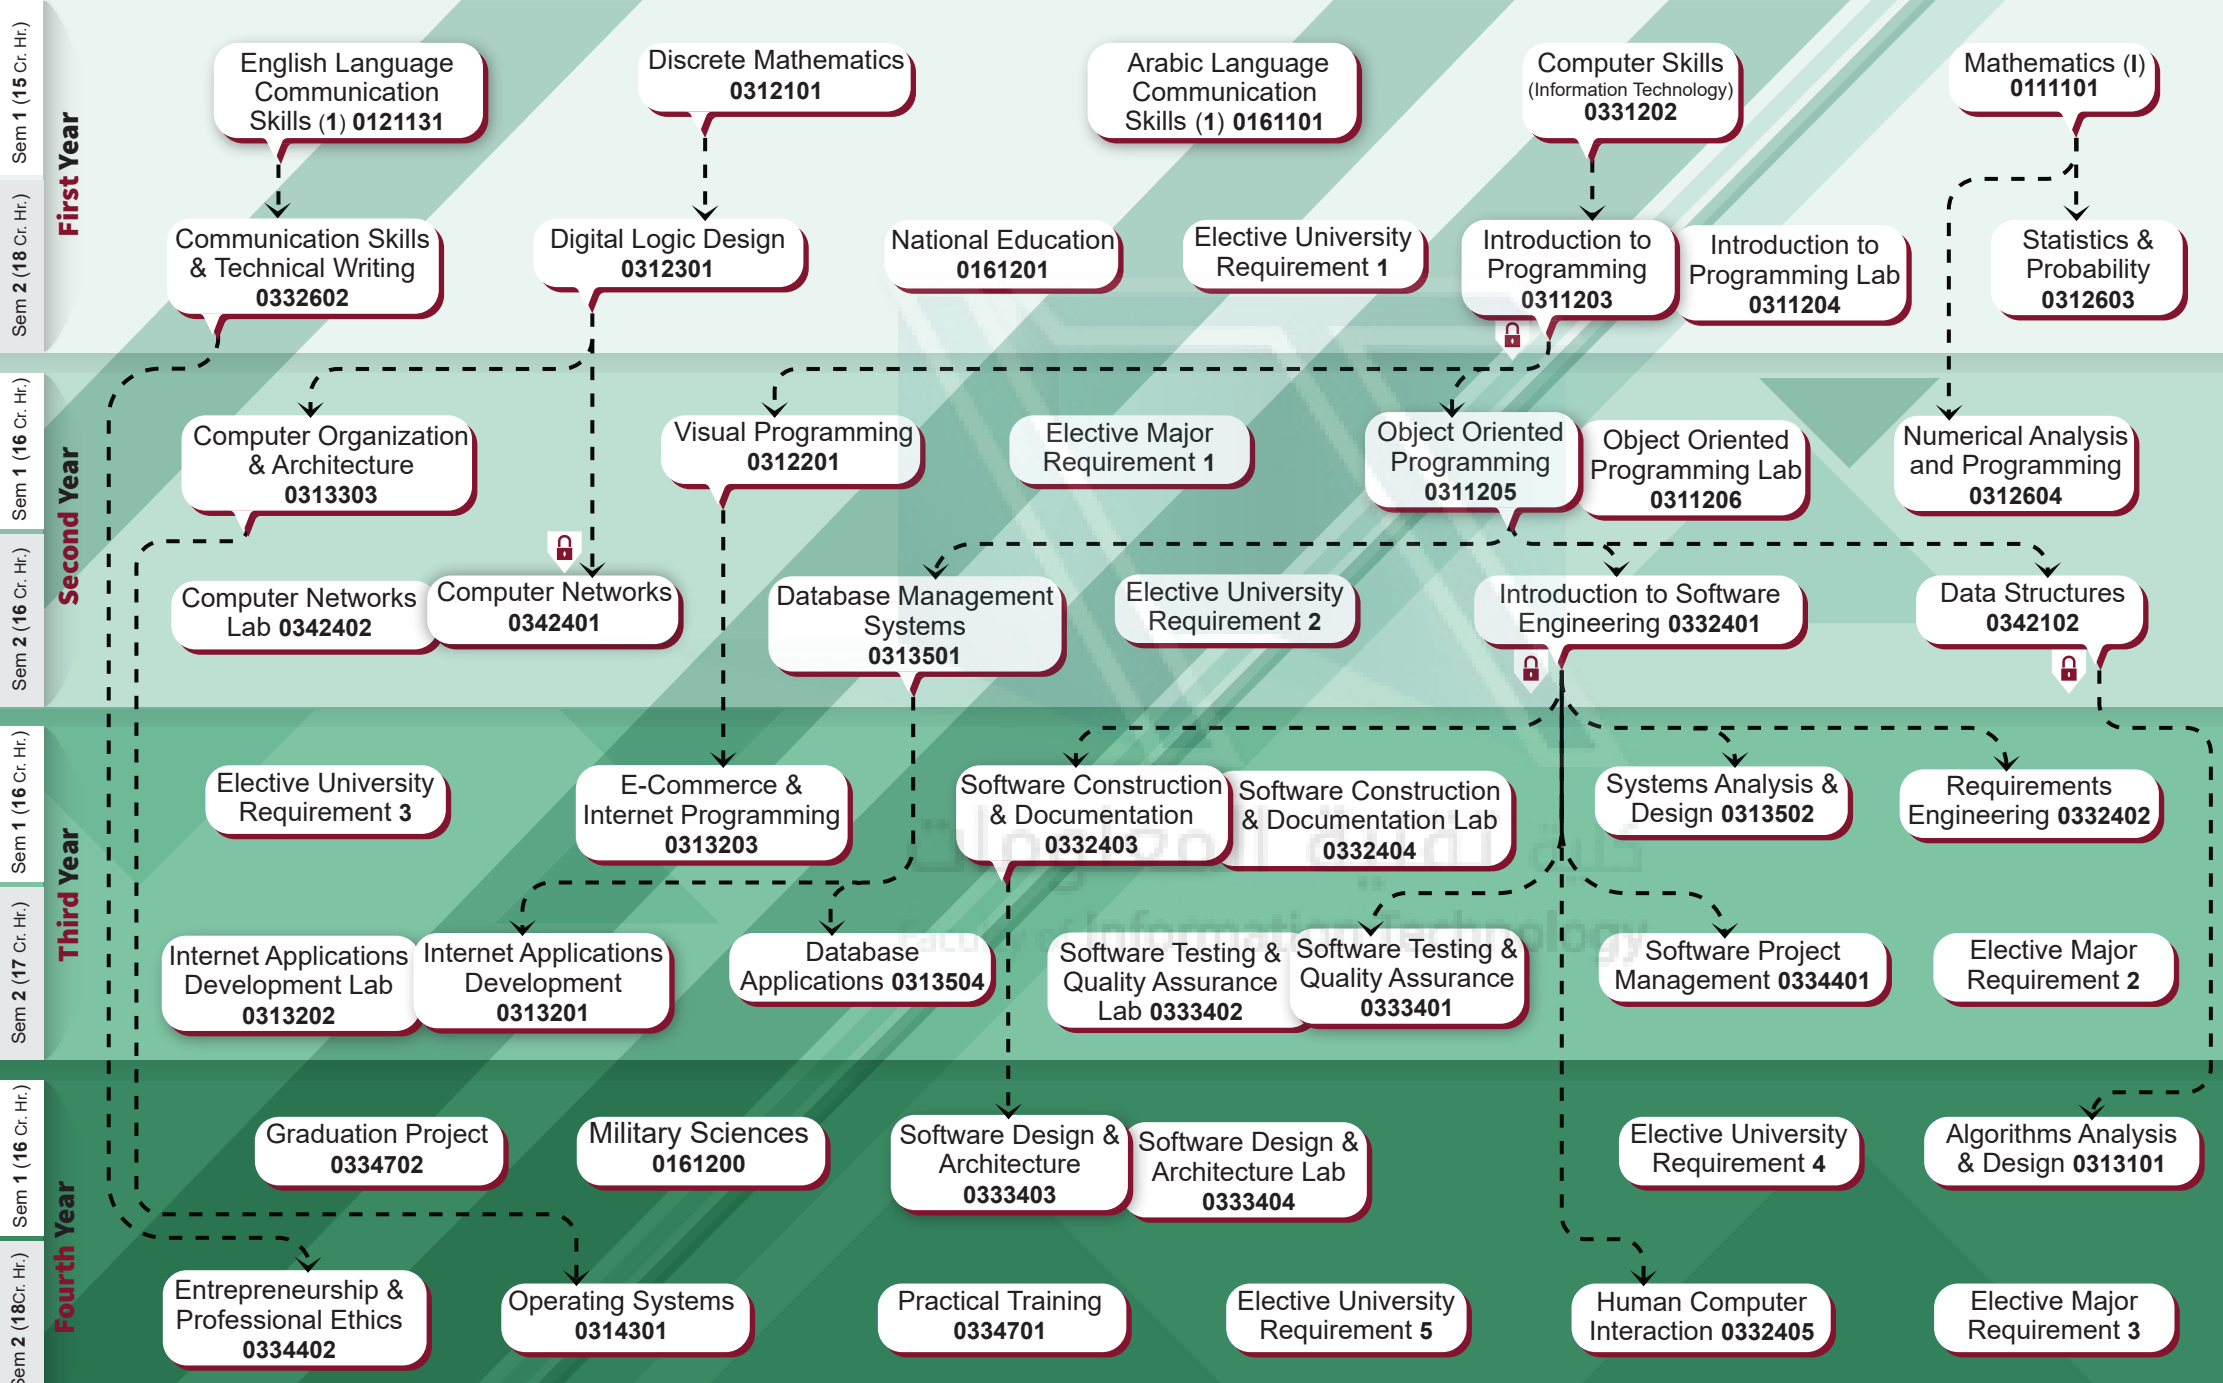 Sem 1 (15 Cr. Hr.)
First Year
English Language
Communication
Skills (1) 0121131
Discrete Mathematics
0312101
Arabic Language
Communication
Skills (1) 0161101
Computer Skills
(Information Technology)
0331202
Mathematics (I)
0111101
Sem 2 (18 Cr. Hr.)
Communication Skills
& Technical Writing
0332602
Digital Logic Design
0312301
National Education
0161201
Elective University
Requirement 1
Introduction to
Programming
0311203
Introduction to
Programming Lab
0311204
Statistics &
Probability
0312603
Sem 1 (16 Cr. Hr.)
Second Year
Computer Organization
& Architecture
0313303
Visual Programming
0312201
Elective Major
Requirement 1
Object Oriented
Programming
0311205
Object Oriented
Programming Lab
0311206
Numerical Analysis
and Programming
0312604
Sem 2 (16 Cr. Hr.)
Computer Networks
Lab 0342402
Computer Networks
0342401
Database Management
Systems
0313501
Elective University
Requirement 2
Introduction to Software
Engineering 0332401
Data Structures
0342102
Sem 1 (16 Cr. Hr.)
Third Year
Elective University
Requirement 3
E-Commerce &
Internet Programming
0313203
Software Construction
& Documentation
0332403
Software Construction
& Documentation Lab
0332404
Systems Analysis &
Design 0313502
Requirements
Engineering 0332402
كلية تقنية المعلومات
Faculty of Information Technology
Sem 2 (17 Cr. Hr.)
Internet Applications
Development Lab
0313202
Internet Applications
Development
0313201
Database
Applications 0313504
Software Testing &
Quality Assurance
Lab 0333402
Software Testing &
Quality Assurance
0333401
Software Project
Management 0334401
Elective Major
Requirement 2
Sem 1 (16 Cr. Hr.)
Fourth Year
Graduation Project
0334702
Military Sciences
0161200
Software Design &
Architecture
0333403
Software Design &
Architecture Lab
0333404
Elective University
Requirement 4
Algorithms Analysis
& Design 0313101
Sem 2 (18Cr. Hr.)
Entrepreneurship &
Professional Ethics
0334402
Operating Systems
0314301
Practical Training
0334701
Elective University
Requirement 5
Human Computer
Interaction 0332405
Elective Major
Requirement 3